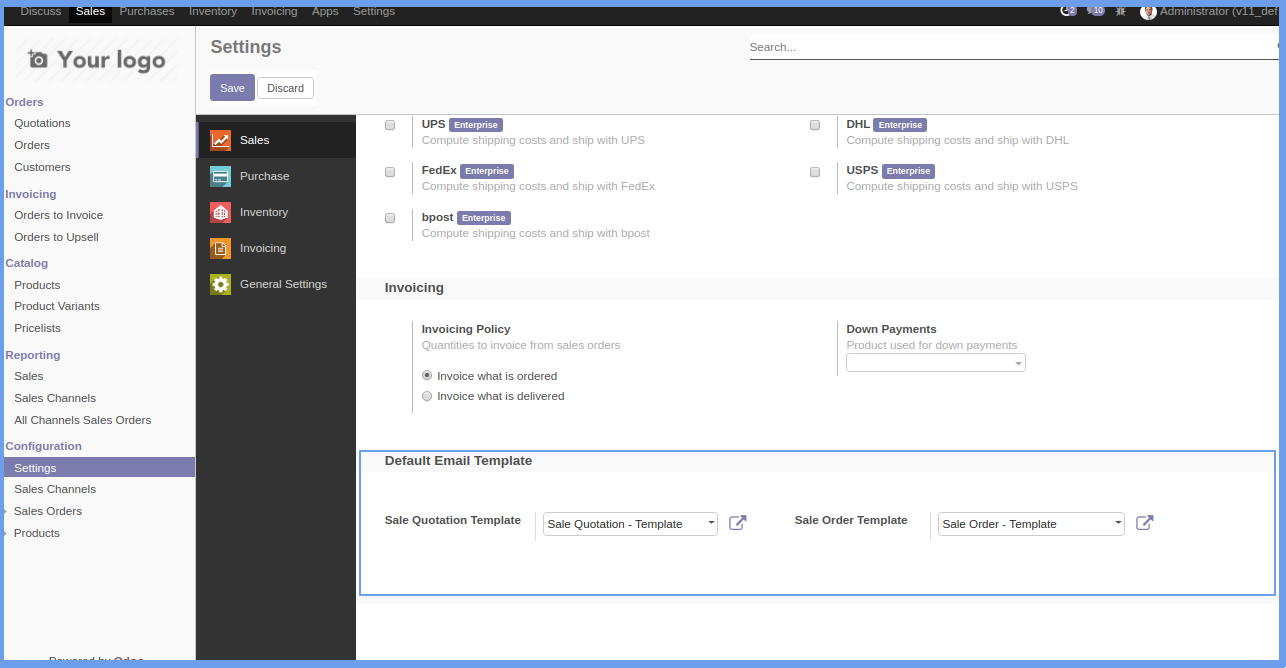 Discuss Sales Purchases Inventory Invoicing Apps Settings 2 10 Administrator (v11_def
Your logo
Settings
Search...
Save Discard
Orders
Quotations
Orders
Customers
Invoicing
Orders to Invoice
Orders to Upsell
Catalog
Products
Product Variants
Pricelists
Reporting
Sales
Sales Channels
All Channels Sales Orders
Configuration
Settings
Sales Channels
Sales Orders
Products
Powered by Odoo
Sales
Purchase
Inventory
Invoicing
General Settings
UPS Enterprise
Compute shipping costs and ship with UPS
DHL Enterprise
Compute shipping costs and ship with DHL
FedEx Enterprise
Compute shipping costs and ship with FedEx
USPS Enterprise
Compute shipping costs and ship with USPS
bpost Enterprise
Compute shipping costs and ship with bpost
Invoicing
Invoicing Policy
Quantities to invoice from sales orders
Invoice what is ordered
Invoice what is delivered
Down Payments
Product used for down payments
Default Email Template
Sale Quotation Template Sale Quotation - Template
Sale Order Template Sale Order - Template